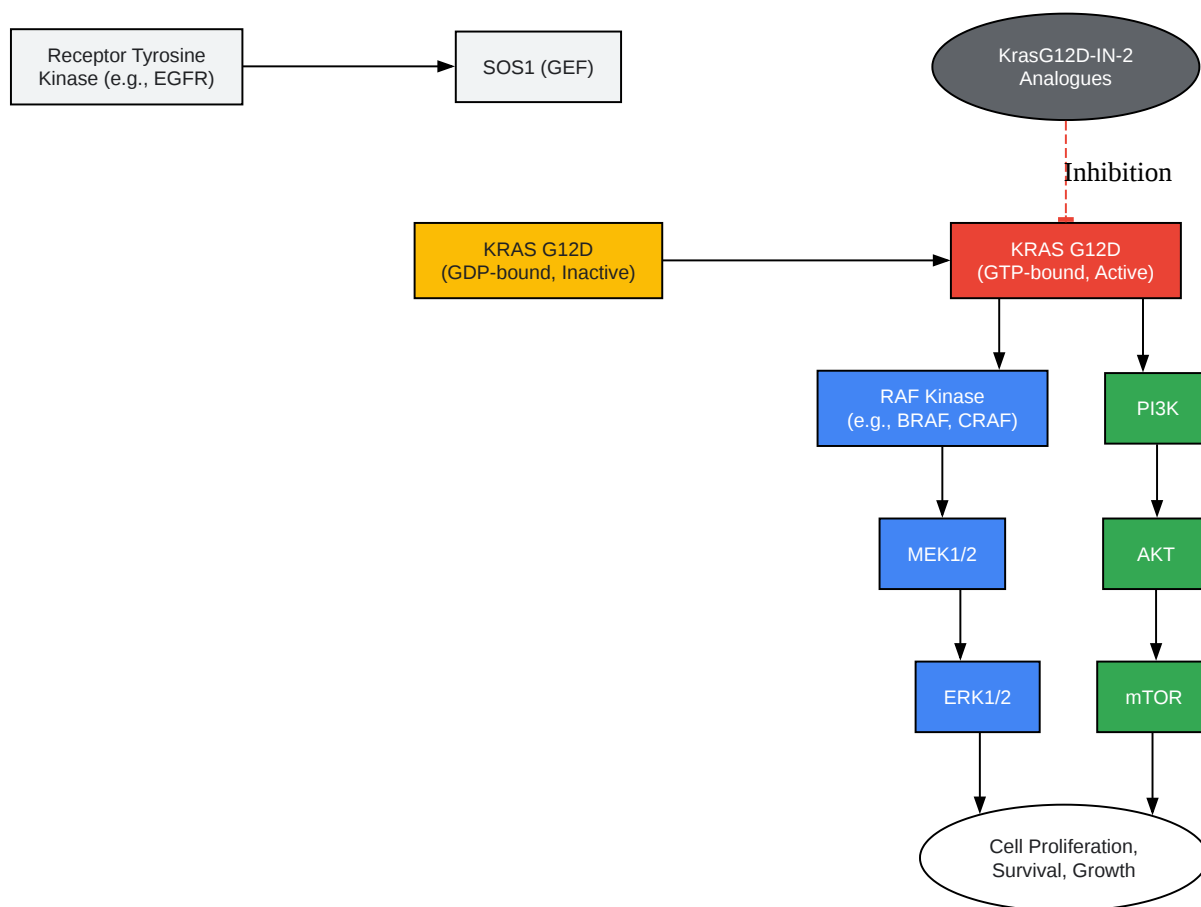 Receptor Tyrosine
Kinase (e.g., EGFR)
SOS1 (GEF)
KrasG12D-IN-2
Analogues
Inhibition
KRAS G12D
(GDP-bound, Inactive)
KRAS G12D
(GTP-bound, Active)
RAF Kinase
(e.g., BRAF, CRAF)
PI3K
MEK1/2
AKT
ERK1/2
mTOR
Cell Proliferation,
Survival, Growth